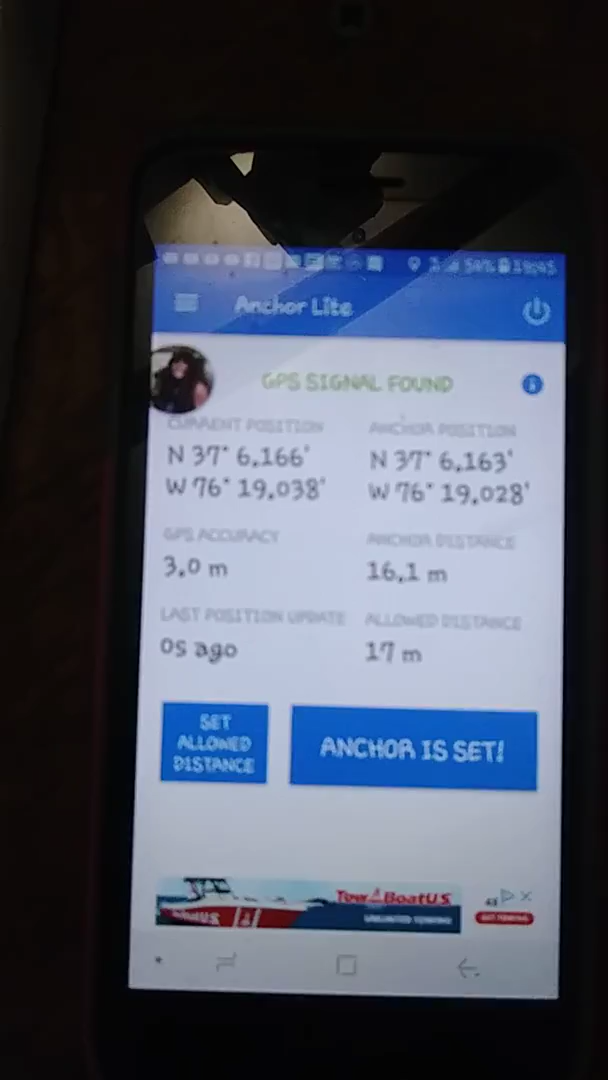 Anchor Lite
GPS SIGNAL FOUND
CURRENT POSITION
N 37° 6,166'
W 76° 19,038'
ANCHOR POSITION
N 37° 6,163'
W 76° 19,028'
GPS ACCURACY
3,0 m
ANCHOR DISTANCE
16,1 m
LAST POSITION UPDATE
0s ago
ALLOWED DISTANCE
17 m
SET
ALLOWED
DISTANCE
ANCHOR IS SET!
TowBoatUS
UNLIMITED TOWING